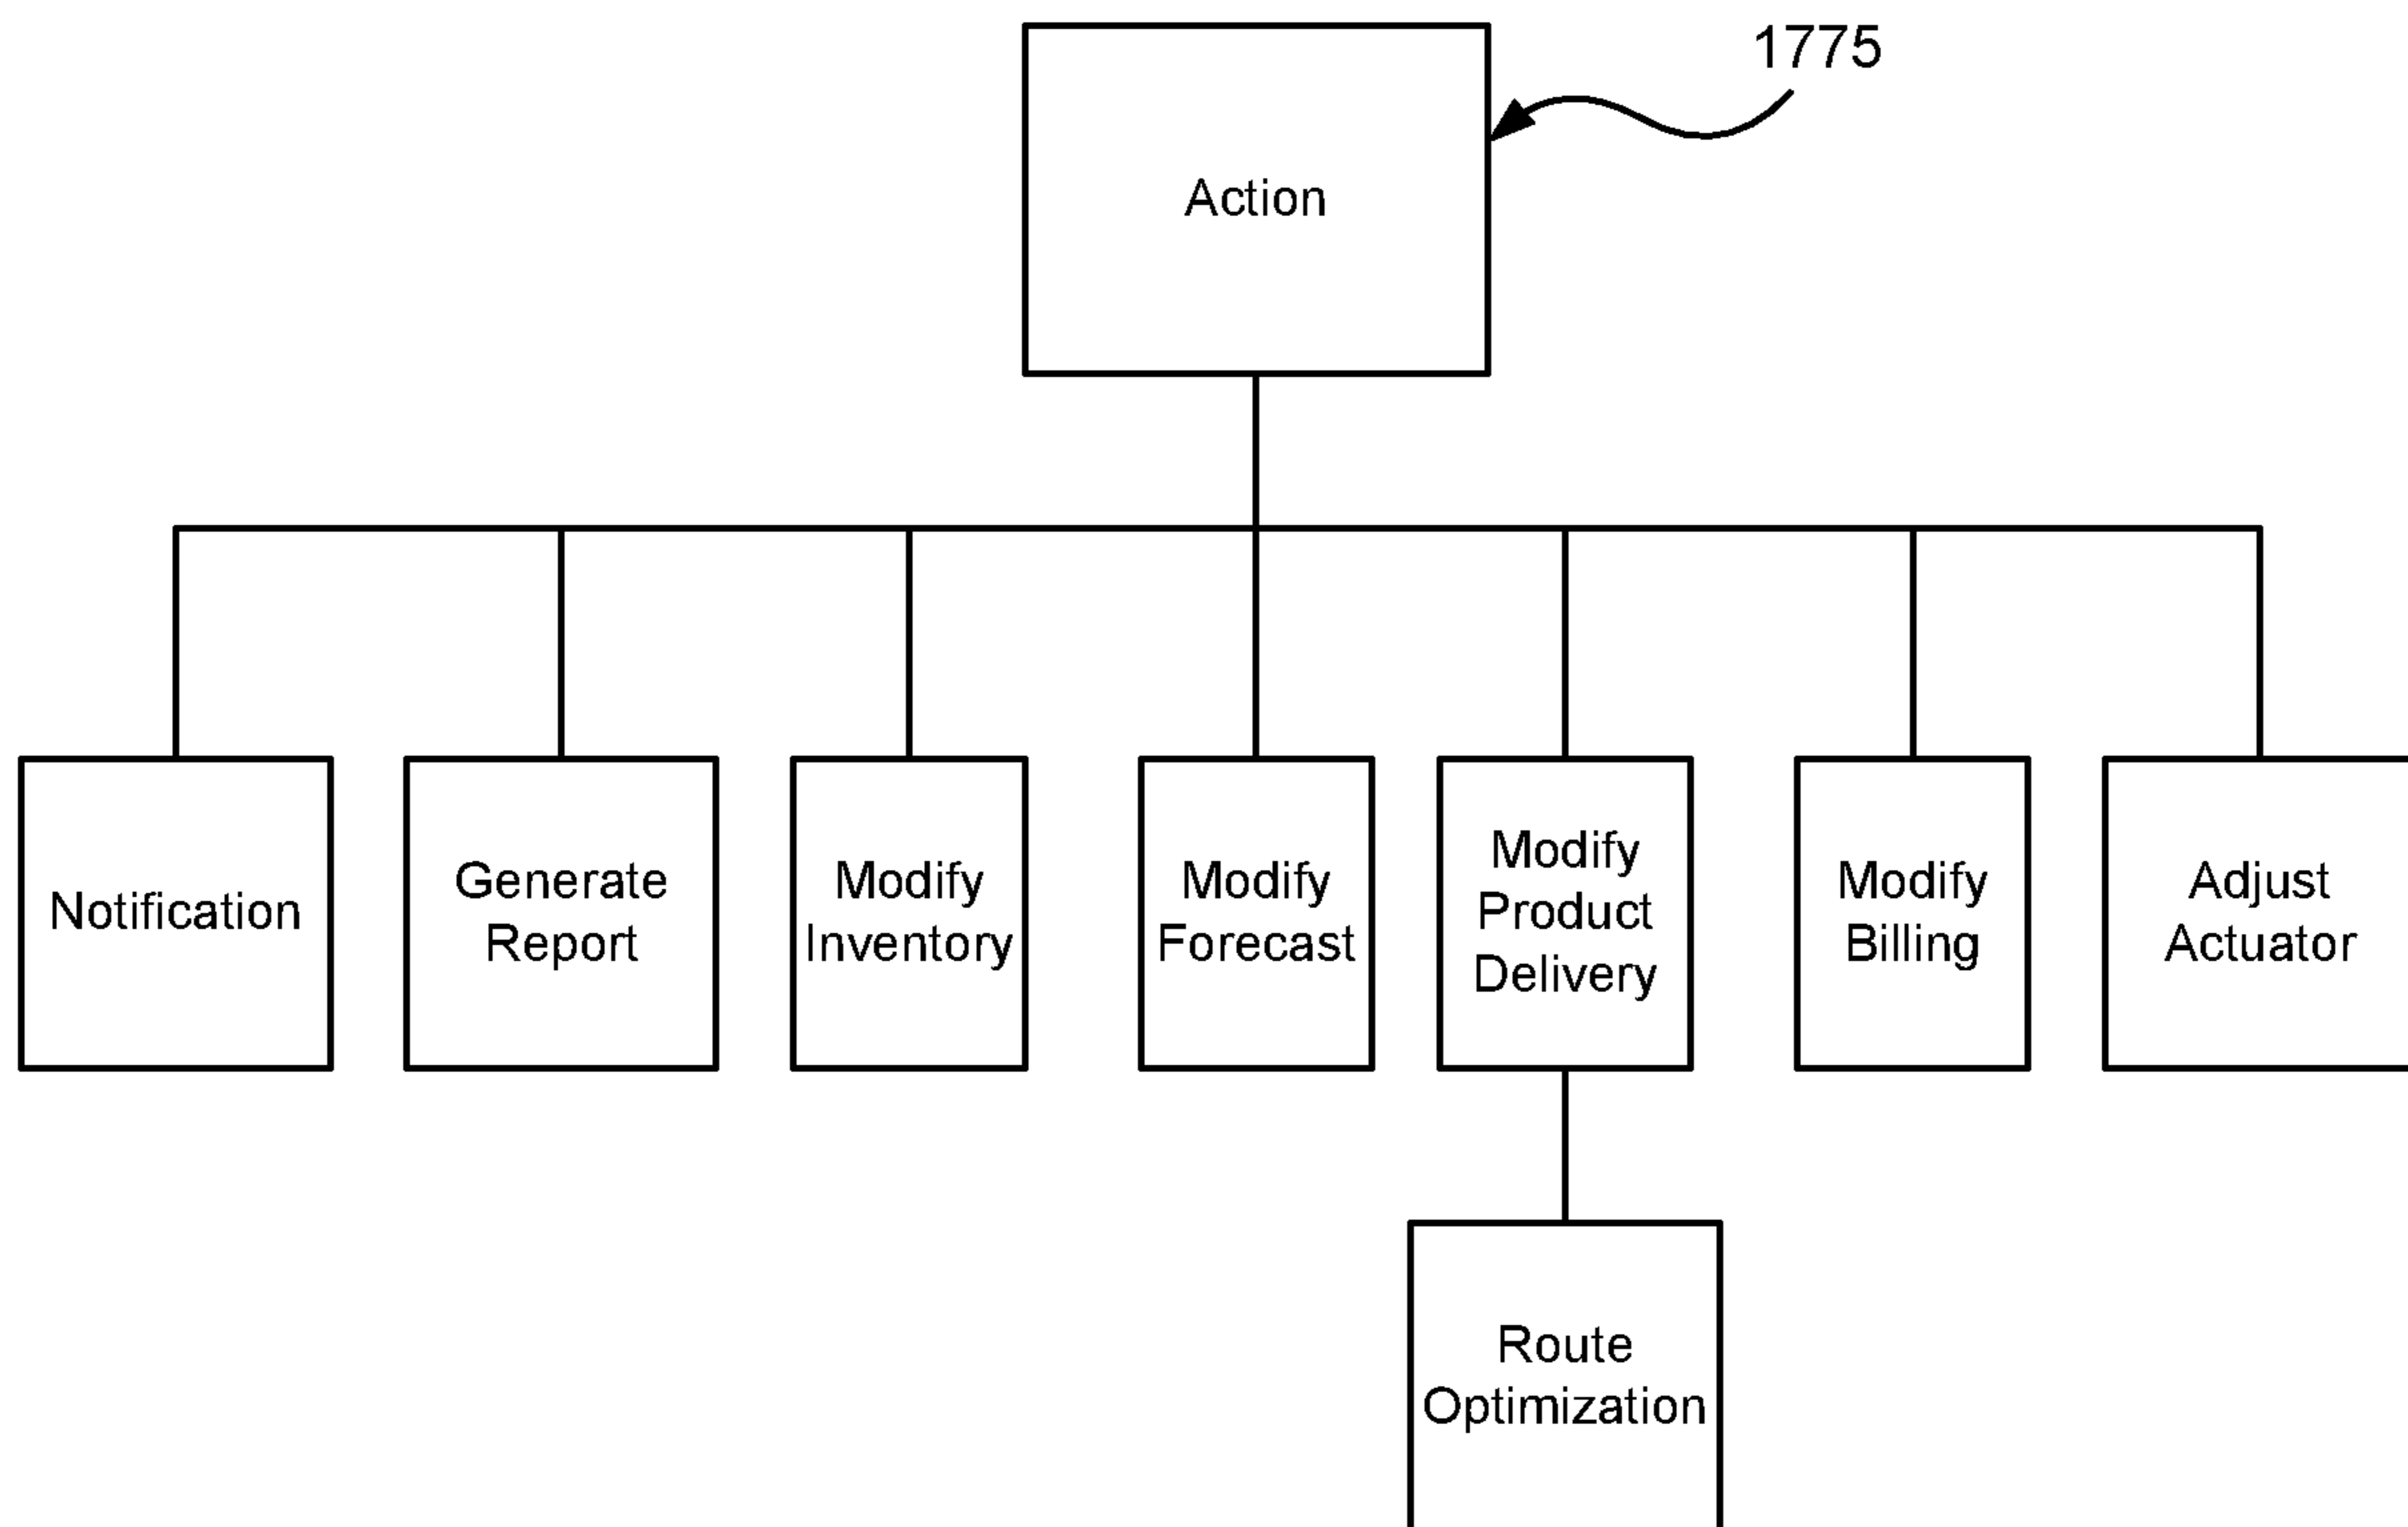 1775
Action
Notification
Generate
Report
Modify
Inventory
Modify
Forecast
Modify
Product
Delivery
Modify
Billing
Adjust
Actuator
Route
Optimization